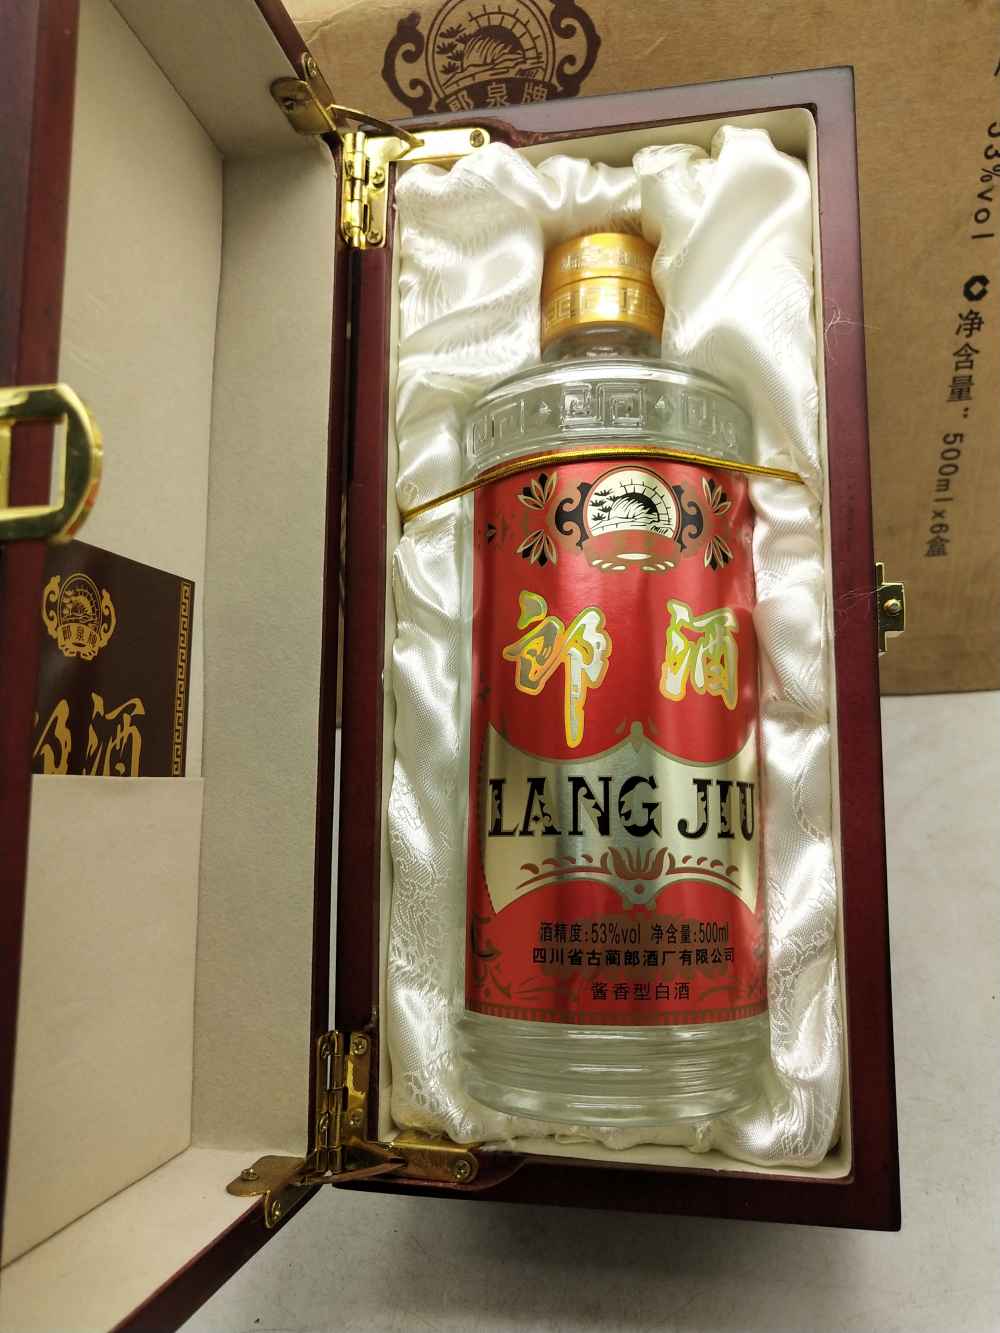 郎泉牌
53%vol
净含量：500ml×6盒
郎泉牌
郎酒
郎酒
LANG JIU
酒精度:53%vol 净含量:500ml
四川省古蔺郎酒厂有限公司
酱香型白酒